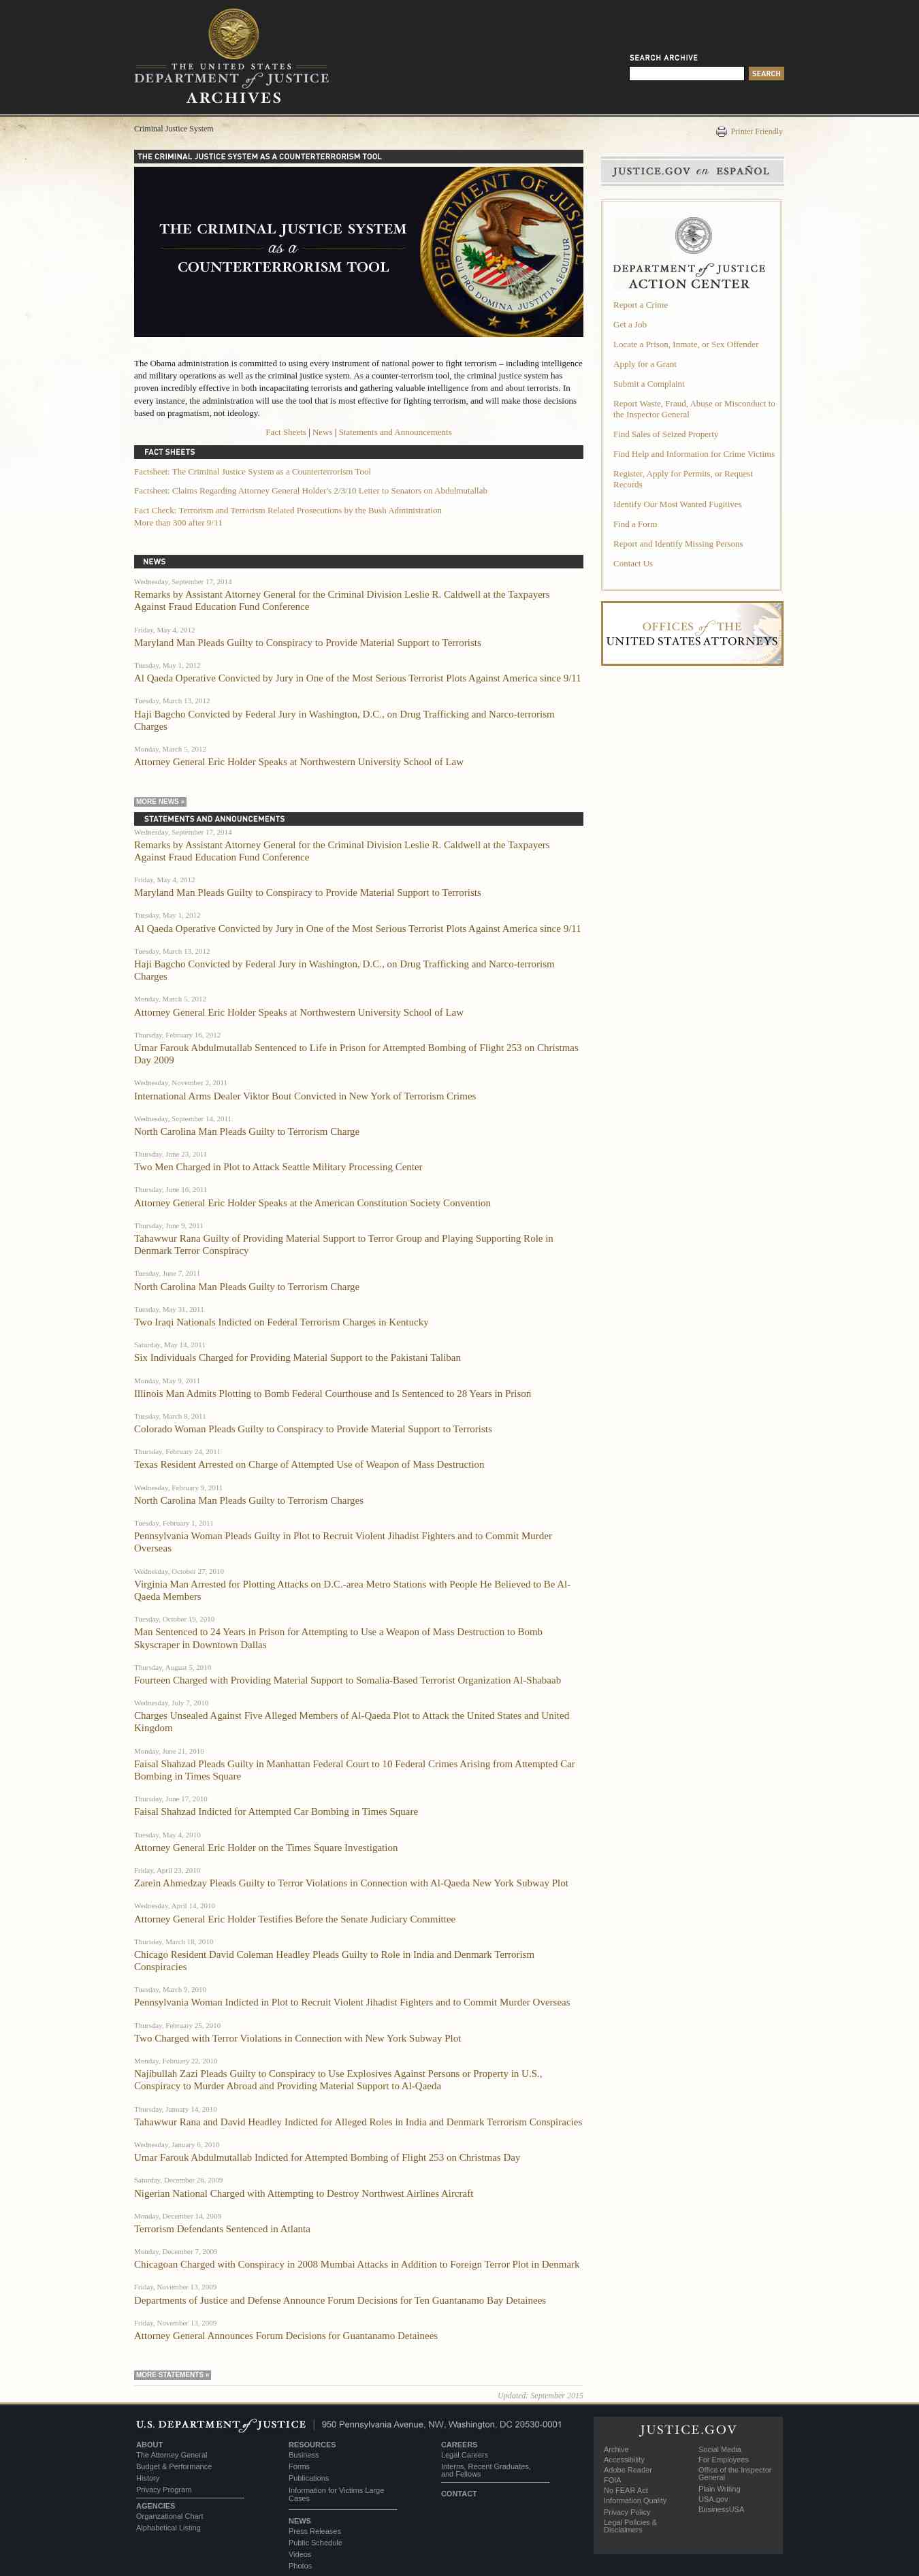 THE UNITED STATES
DEPARTMENT of JUSTICE
ARCHIVES
SEARCH ARCHIVE
SEARCH
Criminal Justice System
Printer Friendly
THE CRIMINAL JUSTICE SYSTEM AS A COUNTERTERRORISM TOOL
THE CRIMINAL JUSTICE SYSTEM
as a
COUNTERTERRORISM TOOL
DEPARTMENT OF JUSTICE
QUI PRO DOMINA JUSTITIA SEQUITUR
The Obama administration is committed to using every instrument of national power to fight terrorism – including intelligence
and military operations as well as the criminal justice system. As a counter-terrorism tool, the criminal justice system has
proven incredibly effective in both incapacitating terrorists and gathering valuable intelligence from and about terrorists. In
every instance, the administration will use the tool that is most effective for fighting terrorism, and will make those decisions
based on pragmatism, not ideology.
Fact Sheets | News | Statements and Announcements
FACT SHEETS
Factsheet: The Criminal Justice System as a Counterterrorism Tool
Factsheet: Claims Regarding Attorney General Holder's 2/3/10 Letter to Senators on Abdulmutallab
Fact Check: Terrorism and Terrorism Related Prosecutions by the Bush Administration
More than 300 after 9/11
NEWS
Wednesday, September 17, 2014
Remarks by Assistant Attorney General for the Criminal Division Leslie R. Caldwell at the Taxpayers
Against Fraud Education Fund Conference
Friday, May 4, 2012
Maryland Man Pleads Guilty to Conspiracy to Provide Material Support to Terrorists
Tuesday, May 1, 2012
Al Qaeda Operative Convicted by Jury in One of the Most Serious Terrorist Plots Against America since 9/11
Tuesday, March 13, 2012
Haji Bagcho Convicted by Federal Jury in Washington, D.C., on Drug Trafficking and Narco-terrorism
Charges
Monday, March 5, 2012
Attorney General Eric Holder Speaks at Northwestern University School of Law
MORE NEWS »
STATEMENTS AND ANNOUNCEMENTS
Wednesday, September 17, 2014
Remarks by Assistant Attorney General for the Criminal Division Leslie R. Caldwell at the Taxpayers
Against Fraud Education Fund Conference
Friday, May 4, 2012
Maryland Man Pleads Guilty to Conspiracy to Provide Material Support to Terrorists
Tuesday, May 1, 2012
Al Qaeda Operative Convicted by Jury in One of the Most Serious Terrorist Plots Against America since 9/11
Tuesday, March 13, 2012
Haji Bagcho Convicted by Federal Jury in Washington, D.C., on Drug Trafficking and Narco-terrorism
Charges
Monday, March 5, 2012
Attorney General Eric Holder Speaks at Northwestern University School of Law
Thursday, February 16, 2012
Umar Farouk Abdulmutallab Sentenced to Life in Prison for Attempted Bombing of Flight 253 on Christmas
Day 2009
Wednesday, November 2, 2011
International Arms Dealer Viktor Bout Convicted in New York of Terrorism Crimes
Wednesday, September 14, 2011
North Carolina Man Pleads Guilty to Terrorism Charge
Thursday, June 23, 2011
Two Men Charged in Plot to Attack Seattle Military Processing Center
Thursday, June 16, 2011
Attorney General Eric Holder Speaks at the American Constitution Society Convention
Thursday, June 9, 2011
Tahawwur Rana Guilty of Providing Material Support to Terror Group and Playing Supporting Role in
Denmark Terror Conspiracy
Tuesday, June 7, 2011
North Carolina Man Pleads Guilty to Terrorism Charge
Tuesday, May 31, 2011
Two Iraqi Nationals Indicted on Federal Terrorism Charges in Kentucky
Saturday, May 14, 2011
Six Individuals Charged for Providing Material Support to the Pakistani Taliban
Monday, May 9, 2011
Illinois Man Admits Plotting to Bomb Federal Courthouse and Is Sentenced to 28 Years in Prison
Tuesday, March 8, 2011
Colorado Woman Pleads Guilty to Conspiracy to Provide Material Support to Terrorists
Thursday, February 24, 2011
Texas Resident Arrested on Charge of Attempted Use of Weapon of Mass Destruction
Wednesday, February 9, 2011
North Carolina Man Pleads Guilty to Terrorism Charges
Tuesday, February 1, 2011
Pennsylvania Woman Pleads Guilty in Plot to Recruit Violent Jihadist Fighters and to Commit Murder
Overseas
Wednesday, October 27, 2010
Virginia Man Arrested for Plotting Attacks on D.C.-area Metro Stations with People He Believed to Be Al-
Qaeda Members
Tuesday, October 19, 2010
Man Sentenced to 24 Years in Prison for Attempting to Use a Weapon of Mass Destruction to Bomb
Skyscraper in Downtown Dallas
Thursday, August 5, 2010
Fourteen Charged with Providing Material Support to Somalia-Based Terrorist Organization Al-Shabaab
Wednesday, July 7, 2010
Charges Unsealed Against Five Alleged Members of Al-Qaeda Plot to Attack the United States and United
Kingdom
Monday, June 21, 2010
Faisal Shahzad Pleads Guilty in Manhattan Federal Court to 10 Federal Crimes Arising from Attempted Car
Bombing in Times Square
Thursday, June 17, 2010
Faisal Shahzad Indicted for Attempted Car Bombing in Times Square
Tuesday, May 4, 2010
Attorney General Eric Holder on the Times Square Investigation
Friday, April 23, 2010
Zarein Ahmedzay Pleads Guilty to Terror Violations in Connection with Al-Qaeda New York Subway Plot
Wednesday, April 14, 2010
Attorney General Eric Holder Testifies Before the Senate Judiciary Committee
Thursday, March 18, 2010
Chicago Resident David Coleman Headley Pleads Guilty to Role in India and Denmark Terrorism
Conspiracies
Tuesday, March 9, 2010
Pennsylvania Woman Indicted in Plot to Recruit Violent Jihadist Fighters and to Commit Murder Overseas
Thursday, February 25, 2010
Two Charged with Terror Violations in Connection with New York Subway Plot
Monday, February 22, 2010
Najibullah Zazi Pleads Guilty to Conspiracy to Use Explosives Against Persons or Property in U.S.,
Conspiracy to Murder Abroad and Providing Material Support to Al-Qaeda
Thursday, January 14, 2010
Tahawwur Rana and David Headley Indicted for Alleged Roles in India and Denmark Terrorism Conspiracies
Wednesday, January 6, 2010
Umar Farouk Abdulmutallab Indicted for Attempted Bombing of Flight 253 on Christmas Day
Saturday, December 26, 2009
Nigerian National Charged with Attempting to Destroy Northwest Airlines Aircraft
Monday, December 14, 2009
Terrorism Defendants Sentenced in Atlanta
Monday, December 7, 2009
Chicagoan Charged with Conspiracy in 2008 Mumbai Attacks in Addition to Foreign Terror Plot in Denmark
Friday, November 13, 2009
Departments of Justice and Defense Announce Forum Decisions for Ten Guantanamo Bay Detainees
Friday, November 13, 2009
Attorney General Announces Forum Decisions for Guantanamo Detainees
MORE STATEMENTS »
Updated: September 2015
JUSTICE.GOV en ESPAÑOL
DEPARTMENT of JUSTICE
ACTION CENTER
Report a Crime
Get a Job
Locate a Prison, Inmate, or Sex Offender
Apply for a Grant
Submit a Complaint
Report Waste, Fraud, Abuse or Misconduct to
the Inspector General
Find Sales of Seized Property
Find Help and Information for Crime Victims
Register, Apply for Permits, or Request
Records
Identify Our Most Wanted Fugitives
Find a Form
Report and Identify Missing Persons
Contact Us
OFFICES of THE
UNITED STATES ATTORNEYS
U.S. DEPARTMENT of JUSTICE | 950 Pennsylvania Avenue, NW, Washington, DC 20530-0001
ABOUT
The Attorney General
Budget & Performance
History
Privacy Program
AGENCIES
Organzational Chart
Alphabetical Listing
RESOURCES
Business
Forms
Publications
Information for Victims Large
Cases
NEWS
Press Releases
Public Schedule
Videos
Photos
CAREERS
Legal Careers
Interns, Recent Graduates,
and Fellows
CONTACT
JUSTICE.GOV
Archive
Accessibility
Adobe Reader
FOIA
No FEAR Act
Information Quality
Privacy Policy
Legal Policies &
Disclaimers
Social Media
For Employees
Office of the Inspector
General
Plain Writing
USA.gov
BusinessUSA